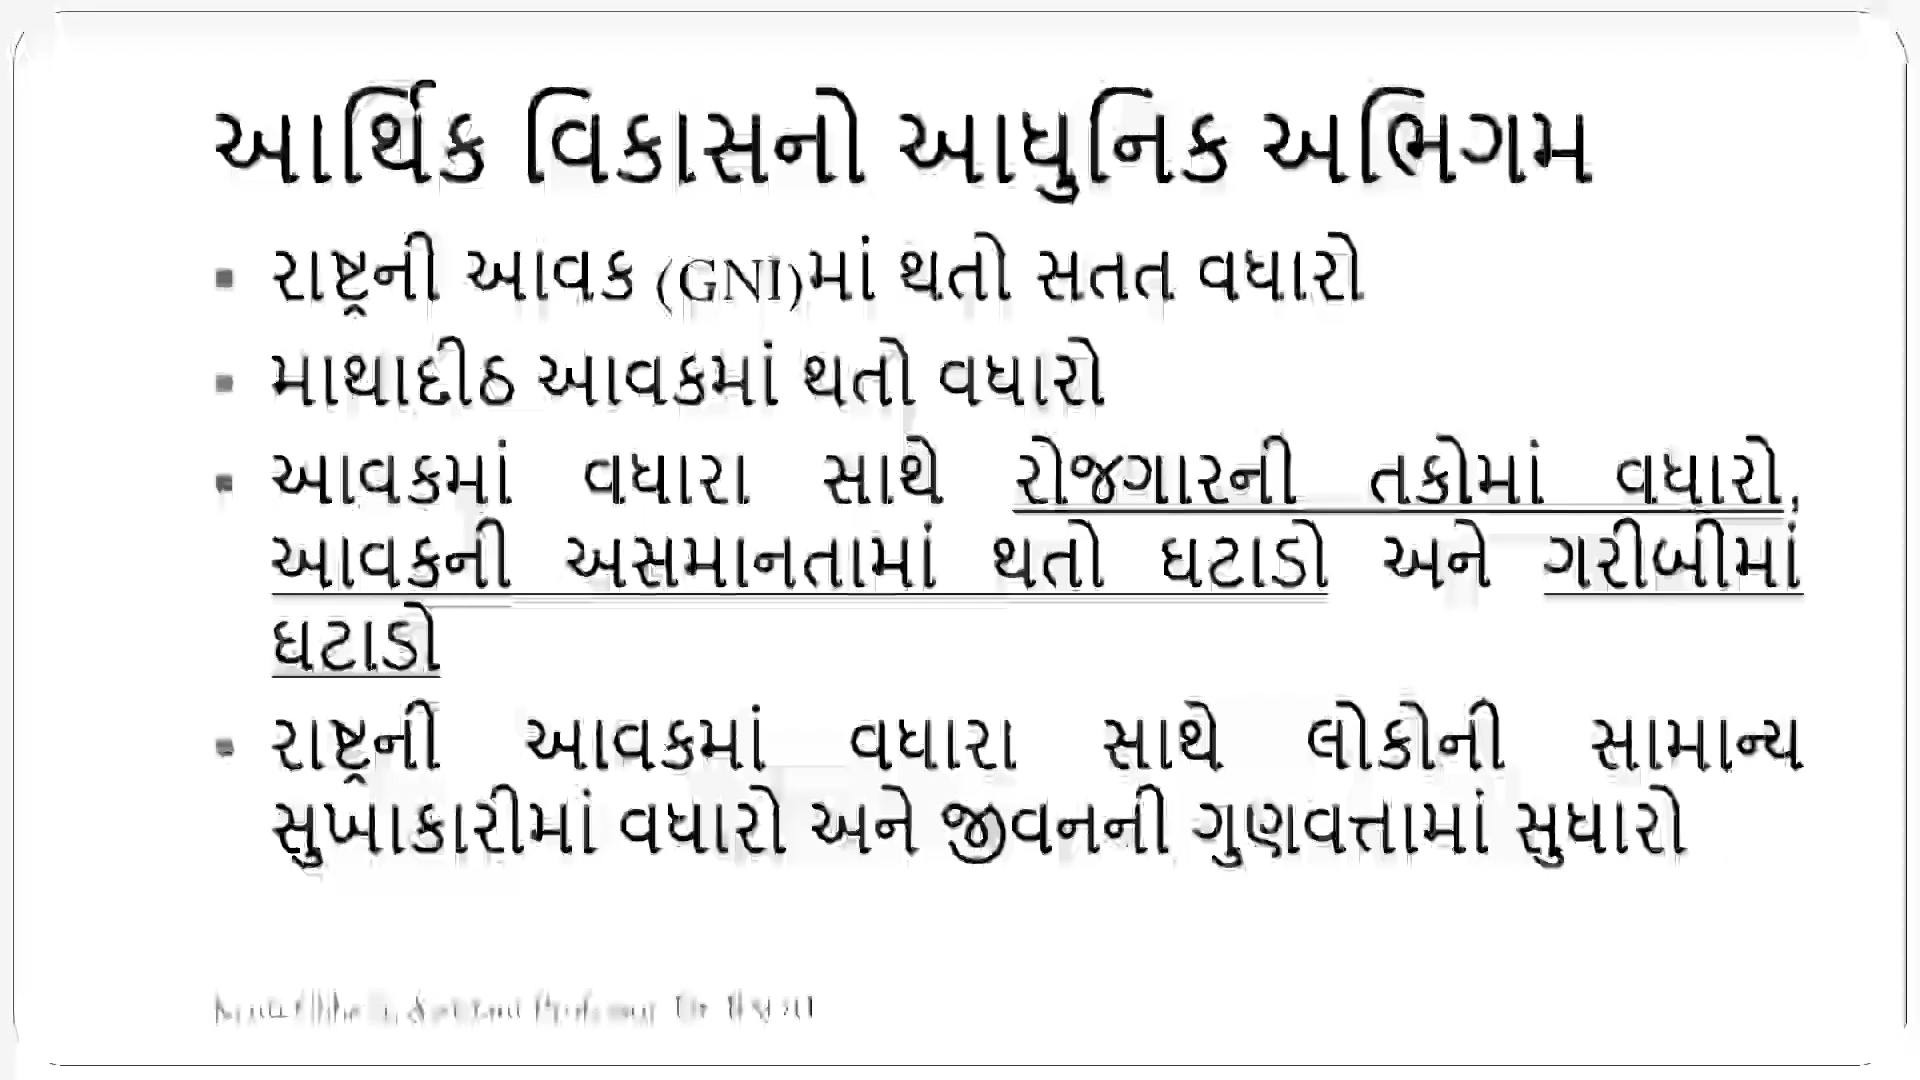 આર્થિક વિકાસનો આધુનિક અભિગમ
▪ રાષ્ટ્રની આવક (GNI)માં થતો સતત વધારો
▪ માથાદીઠ આવકમાં થતો વધારો
▪ આવકમાં વધારા સાથે રોજગારની તકોમાં વધારો,
આવકની અસમાનતામાં થતો ઘટાડો અને ગરીબીમાં
ઘટાડો
▪ રાષ્ટ્રની આવકમાં વધારા સાથે લોકોની સામાન્ય
સુખાકારીમાં વધારો અને જીવનની ગુણવત્તામાં સુધારો